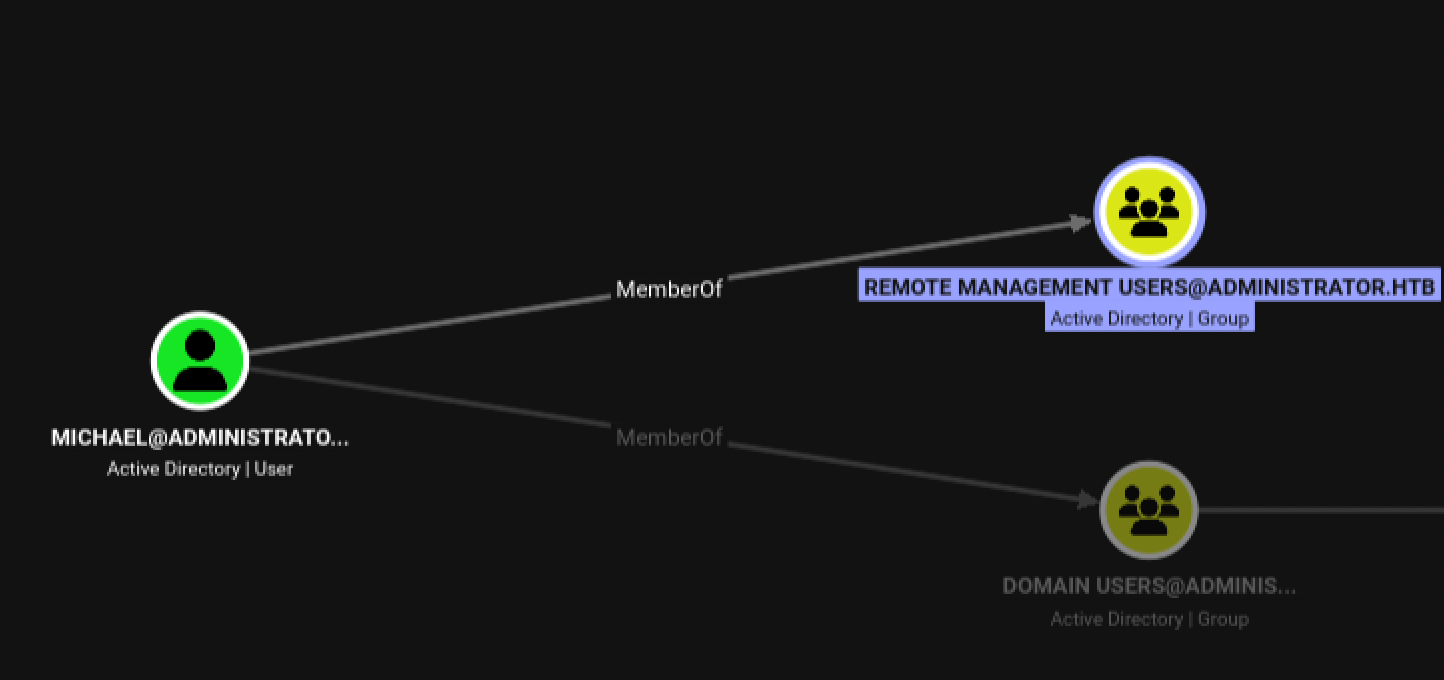 MemberOf
REMOTE MANAGEMENT USERS@ADMINISTRATOR.HTB
Active Directory | Group
MICHAEL@ADMINISTRATO...
Active Directory | User
MemberOf
DOMAIN USERS@ADMINIS...
Active Directory | Group